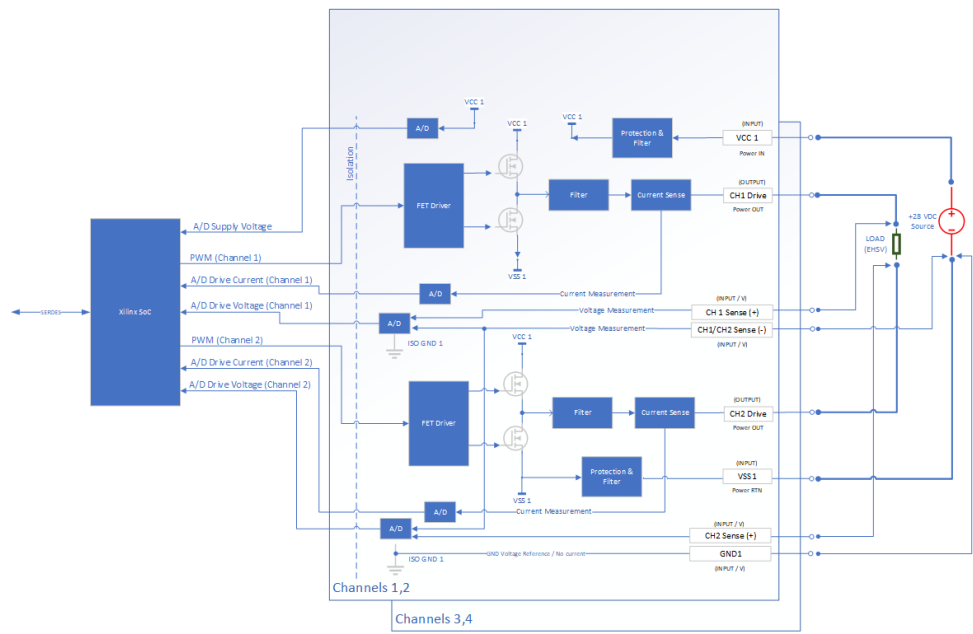 VCC 1
(INPUT)
A/D
VCC 1
VCC 1
Protection &
Filter
VCC 1
Power IN
Isolation
(OUTPUT)
FET Driver
Filter
Current Sense
CH1 Drive
Power OUT
+28 VDC
Source
A/D Supply Voltage
LOAD
(EHSV)
PWM (Channel 1)
VSS 1
A/D Drive Current (Channel 1)
A/D
Current Measurement
(INPUT / V)
A/D Drive Voltage (Channel 1)
Voltage Measurement
CH 1 Sense (+)
SERDES
Xilinx SoC
A/D
Voltage Measurement
CH1/CH2 Sense (-)
ISO GND 1
(INPUT / V)
PWM (Channel 2)
VCC 1
A/D Drive Current (Channel 2)
A/D Drive Voltage (Channel 2)
(OUTPUT)
FET Driver
Filter
Current Sense
CH2 Drive
Power OUT
(INPUT)
Protection &
Filter
VSS1
Power RTN
VSS 1
A/D
Current Measurement
(INPUT / V)
A/D
CH2 Sense (+)
ISO GND 1
GND Voltage Reference / No current
GND1
(INPUT / V)
Channels 1,2
Channels 3,4